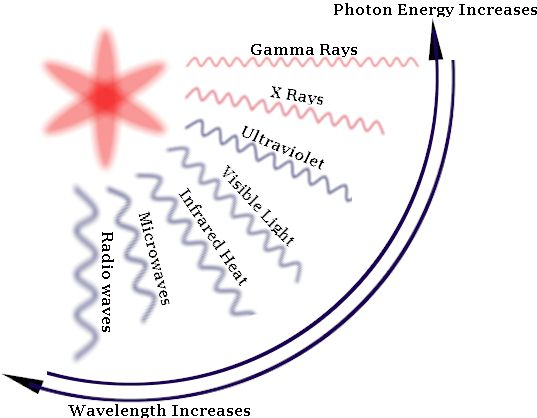 Photon Energy Increases
Gamma Rays
X Rays
Ultraviolet
Visible Light
Infrared Heat
Microwaves
Radio waves
Wavelength Increases